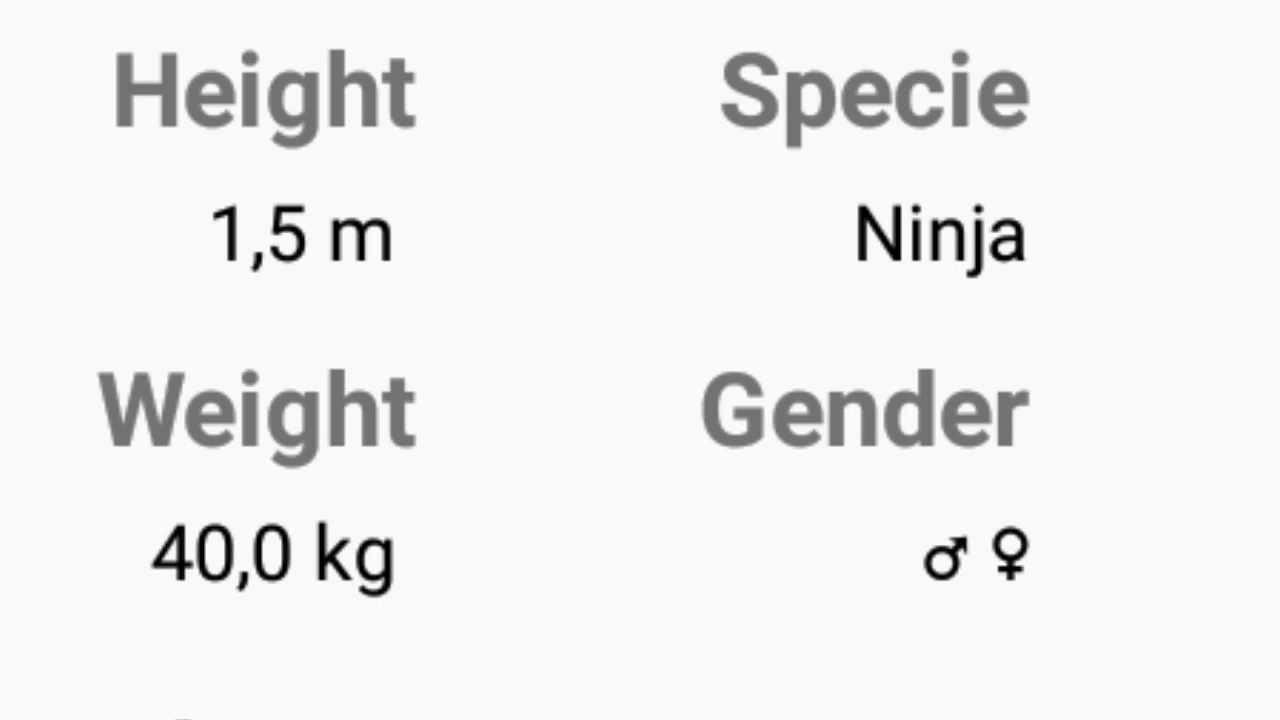 Height Specie
1,5 m Ninja
Weight Gender
40,0 kg ♂ ♀